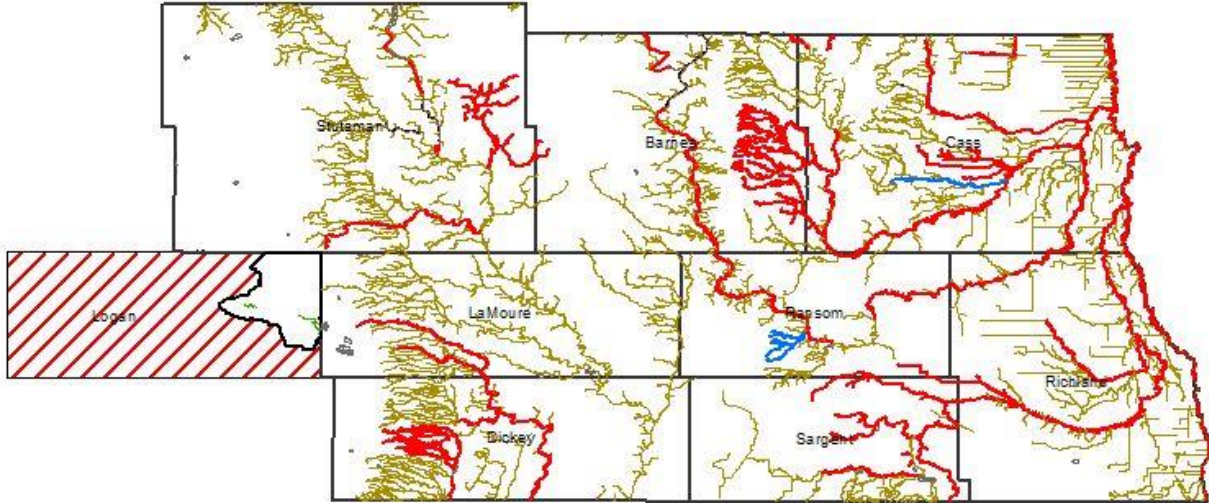 Stutsman
Barnes
Cass
Logan
LaMoure
Ransom
Richland
Dickey
Sargent